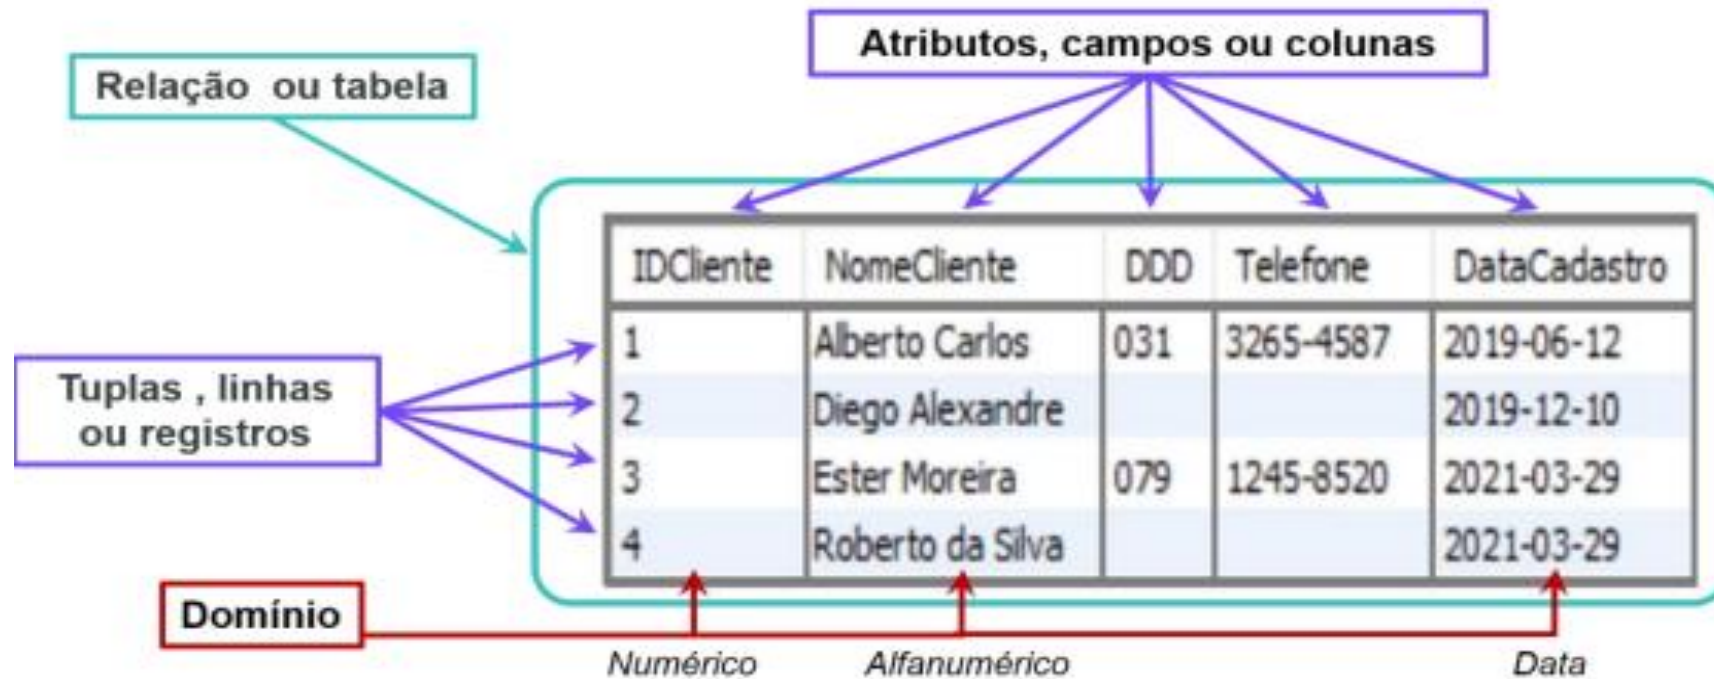 Atributos, campos ou colunas
Relação ou tabela
IDCliente NomeCliente DDD Telefone DataCadastro
1 Alberto Carlos 031 3265-4587 2019-06-12
2 Diego Alexandre 2019-12-10
3 Ester Moreira 079 1245-8520 2021-03-29
4 Roberto da Silva 2021-03-29
Tuplas , linhas
ou registros
Domínio
Numérico Alfanumérico Data